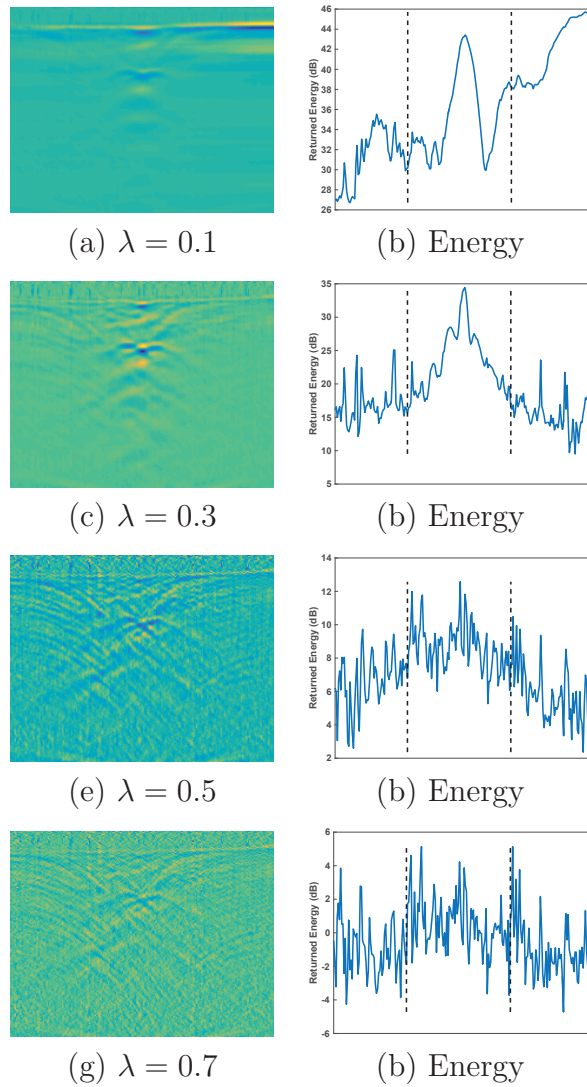 46
44
42
40
38
36
34
32
30
28
26
Returned Energy (dB)
(a) λ = 0.1
(b) Energy
35
30
25
20
15
10
5
Returned Energy (dB)
(c) λ = 0.3
(b) Energy
14
12
10
8
6
4
2
Returned Energy (dB)
(e) λ = 0.5
(b) Energy
6
4
2
0
-2
-4
-6
Returned Energy (dB)
(g) λ = 0.7
(b) Energy